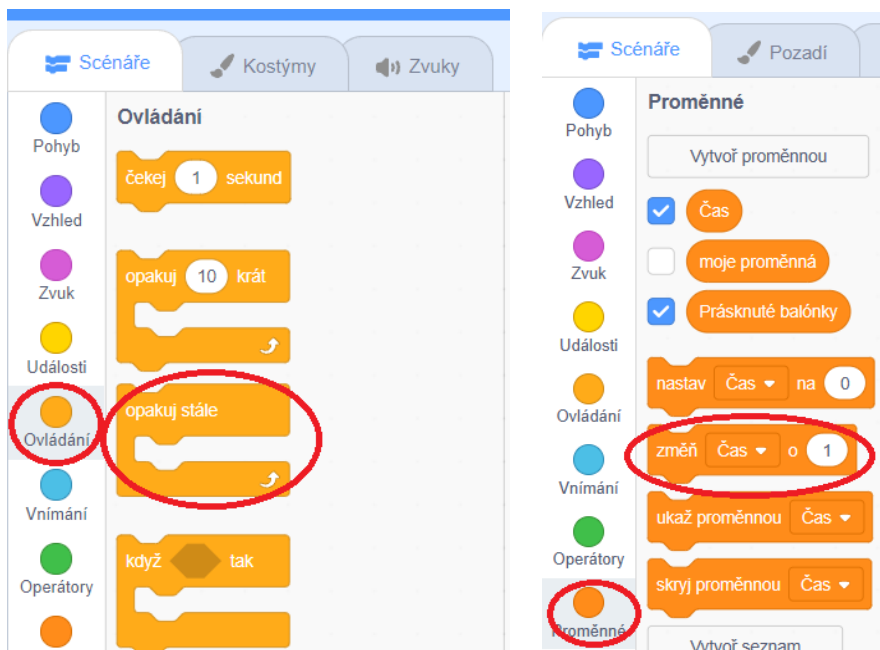 Scénáře
Kostýmy
Zvuky
Ovládání
Pohyb
čekej 1 sekund
Vzhled
opakuj 10 krát
Zvuk
Události
opakuj stále
Ovládání
Vnímání
když tak
Operátory
Scénáře
Pozadí
Proměnné
Vytvoř proměnnou
Pohyb
Čas
Vzhled
moje proměnná
Zvuk
Prásknuté balónky
Události
nastav Čas na 0
Ovládání
změň Čas o 1
Vnímání
ukaž proměnnou Čas
Operátory
skryj proměnnou Čas
Proměnné
Vytvoř seznam